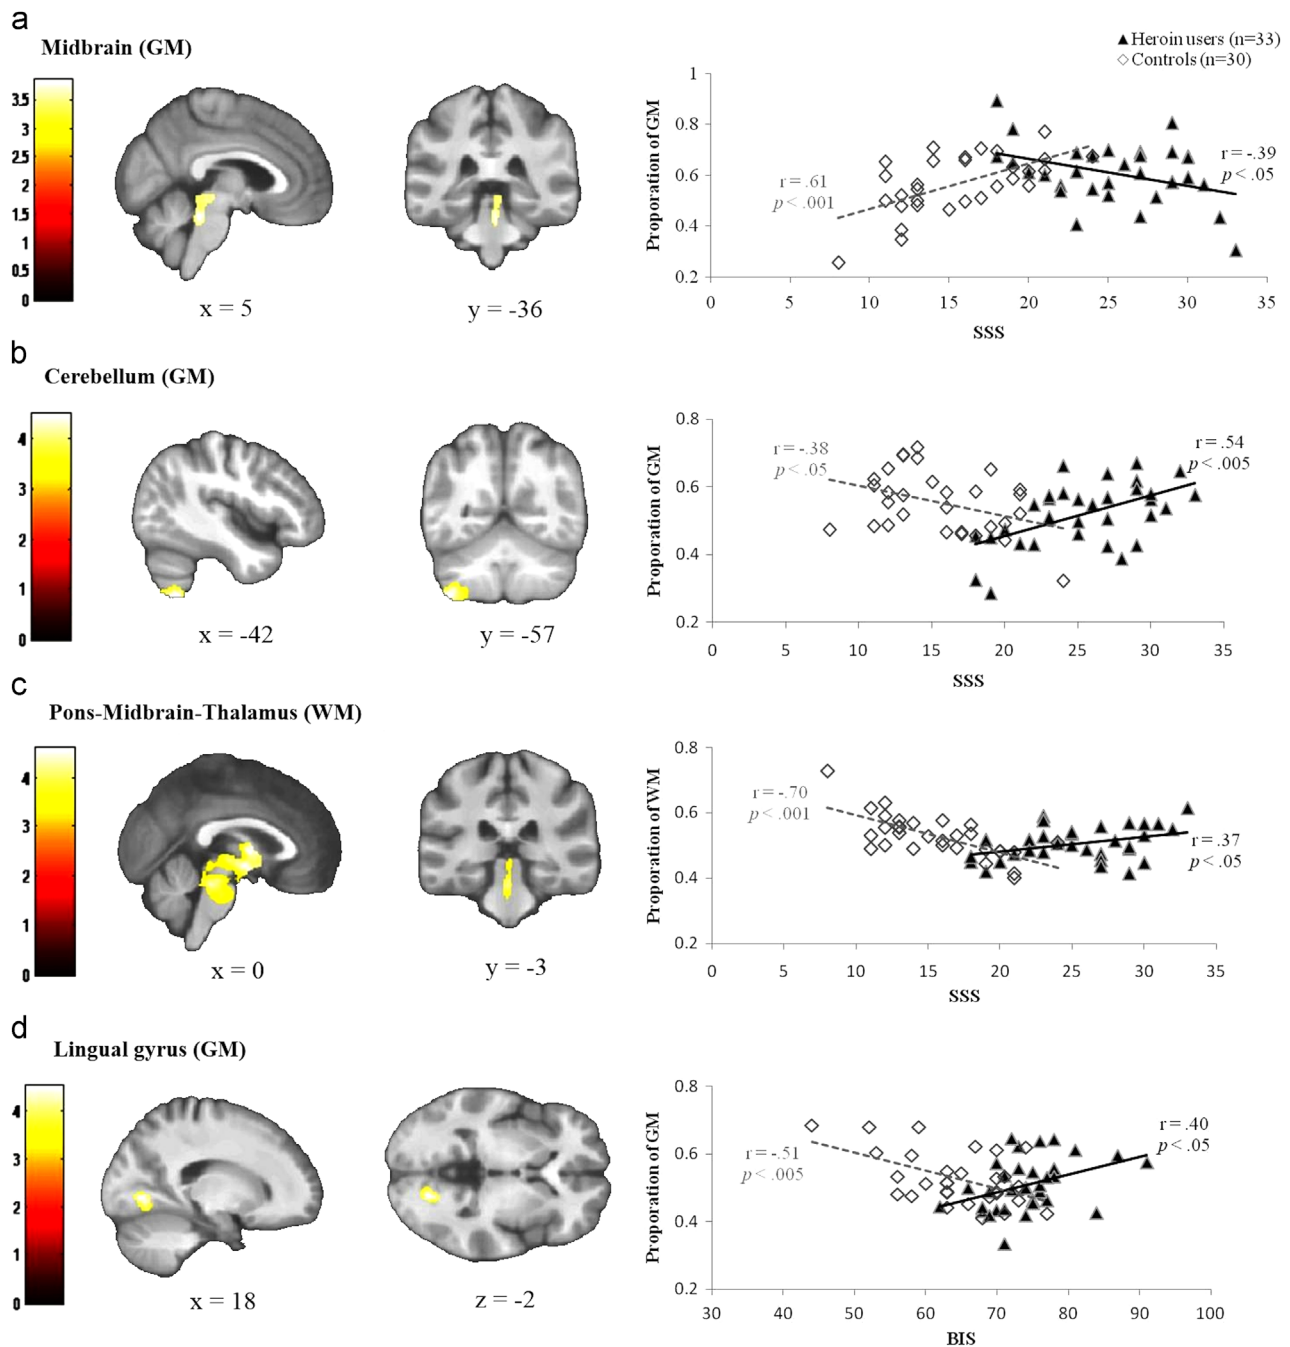 a
Midbrain (GM)
3.5
3
2.5
2
1.5
1
0.5
0
x = 5
y = -36
▲ Heroin users (n=33)
◇ Controls (n=30)
Proporation of GM
1
0.8
0.6
0.4
0.2
r = .61
p < .001
r = -.39
p < .05
0 5 10 15 20 25 30 35
SSS
b
Cerebellum (GM)
4
3
2
1
0
x = -42
y = -57
Proporation of GM
0.8
0.6
0.4
0.2
r = -.38
p < .05
r = .54
p < .005
0 5 10 15 20 25 30 35
SSS
c
Pons-Midbrain-Thalamus (WM)
4
3
2
1
0
x = 0
y = -3
Proporation of WM
0.8
0.6
0.4
0.2
r = -.70
p < .001
r = .37
p < .05
0 5 10 15 20 25 30 35
SSS
d
Lingual gyrus (GM)
4
3
2
1
0
x = 18
z = -2
Proporation of GM
0.8
0.6
0.4
0.2
r = -.51
p < .005
r = .40
p < .05
30 40 50 60 70 80 90 100
BIS